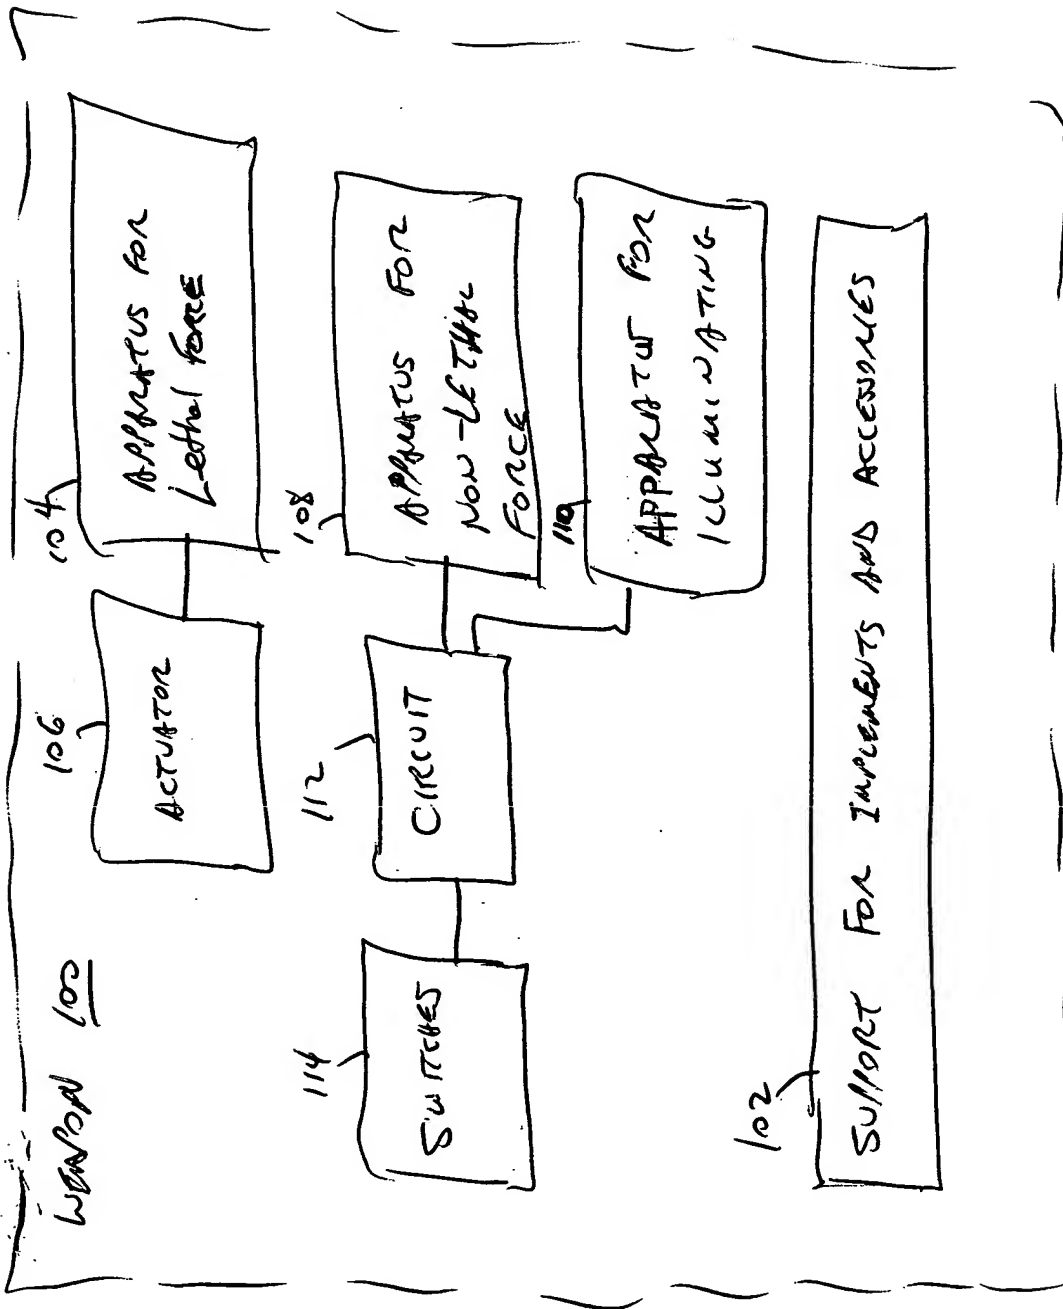 WEAPON 100
106
ACTUATOR
104
APPARATUS FOR
Lethal Force
114
SWITCHES
112
CIRCUIT
108
APPARATUS FOR
NON-LETHAL
FORCE
110
APPARATUS FOR
ILLUMINATING
102
SUPPORT FOR IMPLEMENTS AND ACCESSORIES